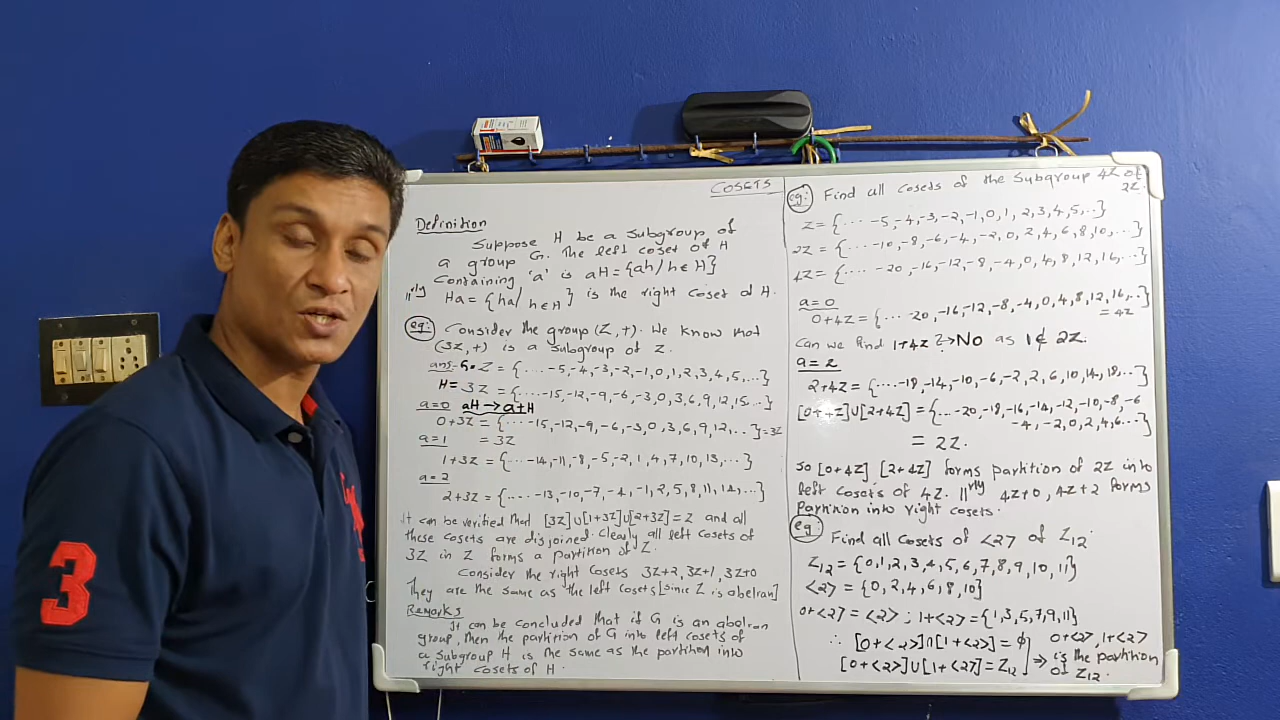 COSETS
Definition
Suppose H be a subgroup of
a group G. The left coset of H
Containing 'a' is aH = {ah/h∈H}
||rly Ha = {ha/h∈H} is the right coset of H.
eg: Consider the group (Z,+). We know that
(3Z,+) is a subgroup of Z.
ans:- G= Z = {.... -5,-4,-3,-2,-1,0,1,2,3,4,5,...}
H= 3Z = {....-15,-12,-9,-6,-3,0,3,6,9,12,15...}
a=0 aH → a+H
0+3Z = {....-15,-12,-9,-6,-3,0,3,6,9,12,...} = 3Z
a=1 = 3Z
1+3Z = {....-14,-11,-8,-5,-2,1,4,7,10,13,...}
a=2
2+3Z = {.....-13,-10,-7,-4,-1,2,5,8,11,14,...}
It can be verified that [3Z]∪[1+3Z]∪[2+3Z] = Z and all
these cosets are disjoined. Clearly all left cosets of
3Z in Z forms a partition of Z.
Consider the right cosets 3Z+2, 3Z+1, 3Z+0
They are the same as the left cosets [since Z is abelian]
Remarks
It can be concluded that if G is an abelian
group, then the partition of G into left cosets of
a subgroup H is the same as the partition into
right cosets of H.
eg: Find all cosets of the subgroup 4Z of
2Z.
Z = {.... -5,-4,-3,-2,-1,0,1,2,3,4,5,...}
2Z = {....-10,-8,-6,-4,-2,0,2,4,6,8,10,...}
4Z = {.... -20,-16,-12,-8,-4,0,4,8,12,16,...}
a=0
0+4Z = {... -20,-16,-12,-8,-4,0,4,8,12,16,..}
= 4Z
Can we find 1+4Z ? → No as 1∉ 2Z.
a=2
2+4Z = {....-18,-14,-10,-6,-2,2,6,10,14,18...}
[0+4Z]∪[2+4Z] = {...-20,-18,-16,-14,-12,-10,-8,-6
-4,-2,0,2,4,6...}
= 2Z.
So [0+4Z] [2+4Z] forms partition of 2Z into
left cosets of 4Z. ||rly 4Z+0, 4Z+2 forms
Partition into right cosets.
eg: Find all cosets of <2> of Z12.
Z12 = {0,1,2,3,4,5,6,7,8,9,10,11}
<2> = {0,2,4,6,8,10}
0+<2> = <2> ; 1+<2> = {1,3,5,7,9,11}
∴ [0+<2>]∩[1+<2>] = ϕ
[0+<2>]∪[1+<2>] = Z12
⇒ 0+<2>, 1+<2>
is the partition
of Z12.
3